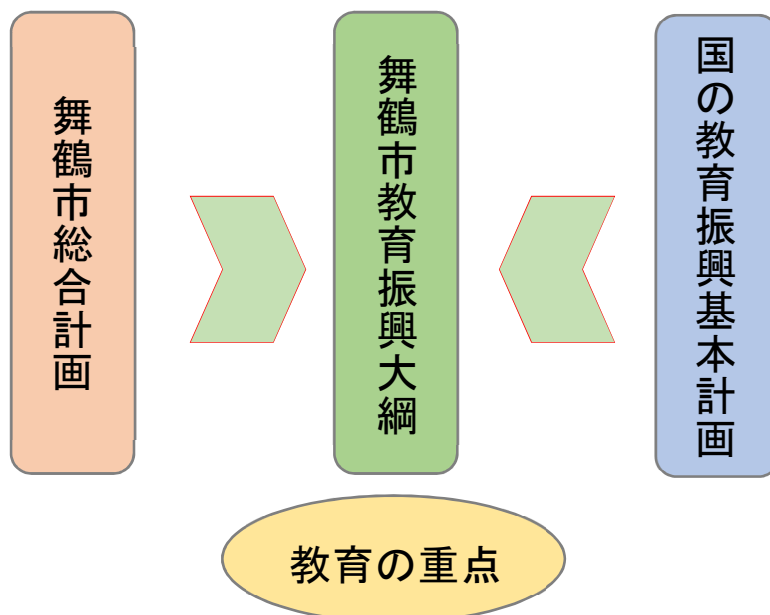 舞鶴市総合計画
舞鶴市教育振興大綱
国の教育振興基本計画
教育の重点